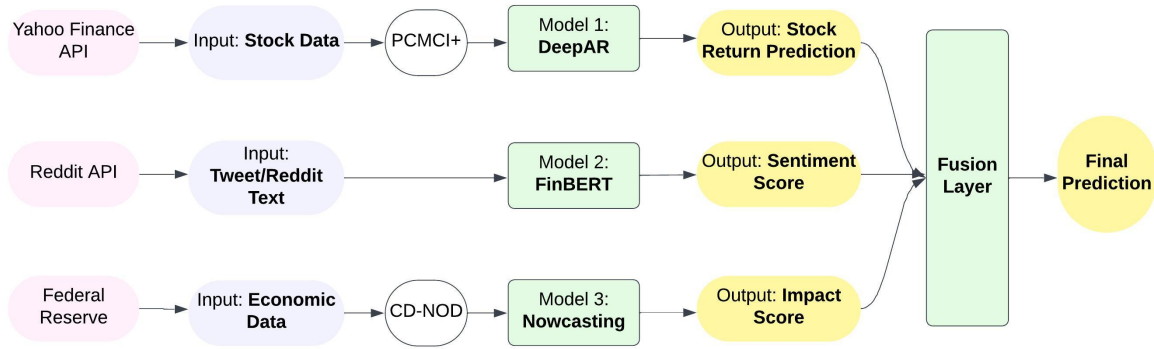 Yahoo Finance
API
Input: Stock Data
PCMCI+
Model 1:
DeepAR
Output: Stock
Return Prediction
Reddit API
Input:
Tweet/Reddit
Text
Model 2:
FinBERT
Output: Sentiment
Score
Federal
Reserve
Input: Economic
Data
CD-NOD
Model 3:
Nowcasting
Output: Impact
Score
Fusion
Layer
Final
Prediction